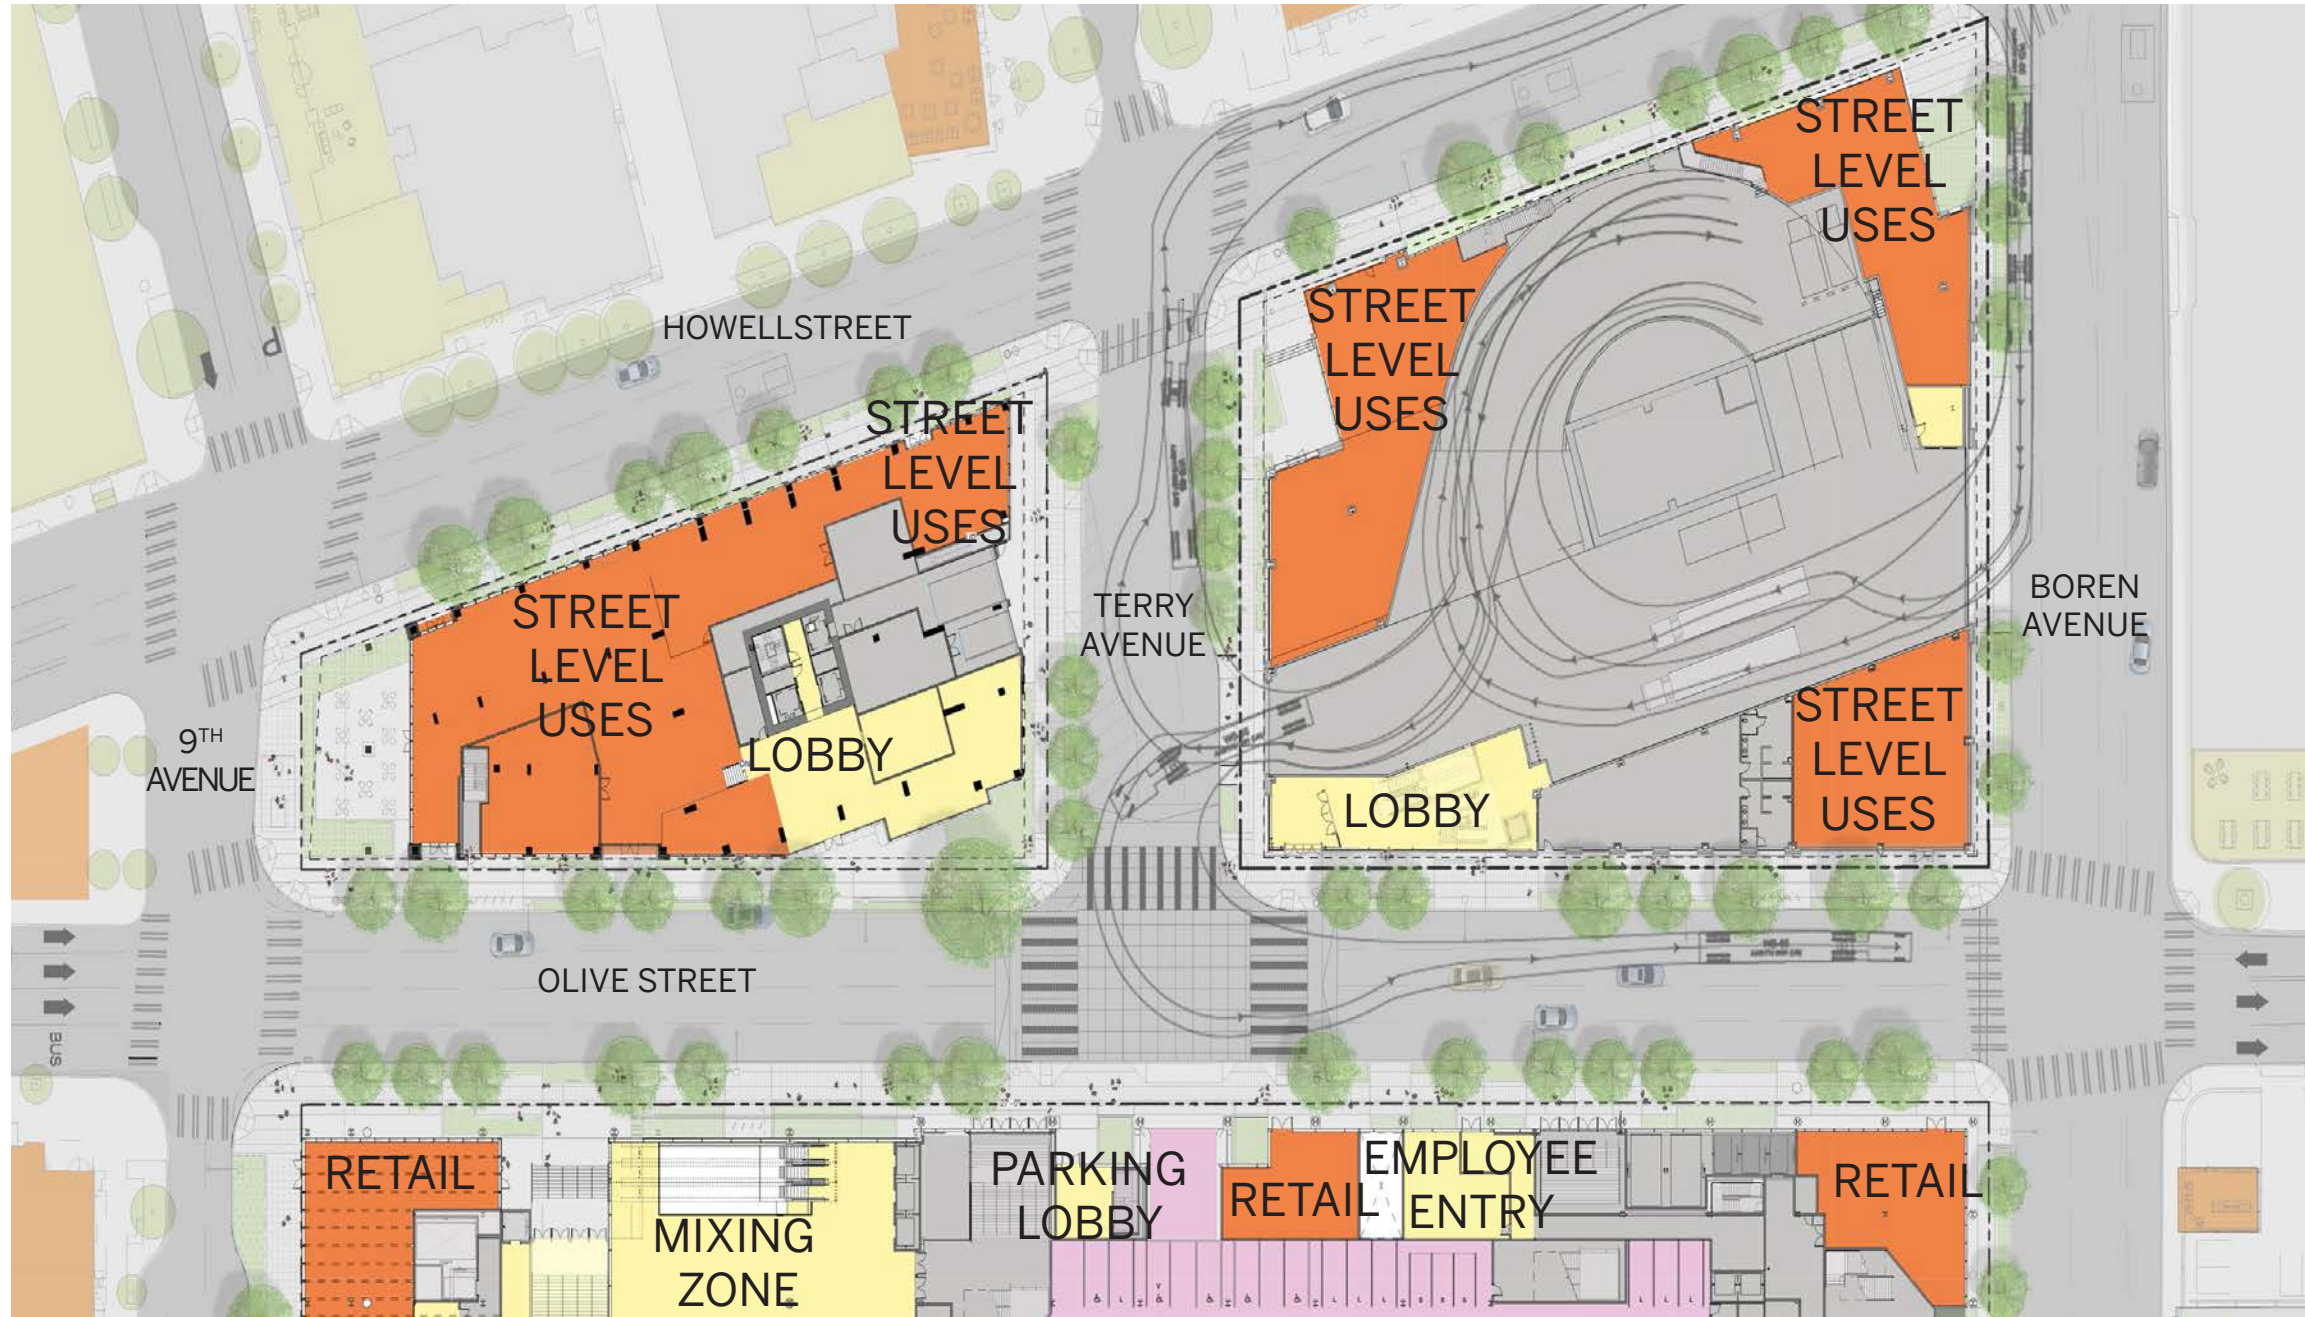 STREET
LEVEL
USES
STREET
LEVEL
USES
HOWELLSTREET
STREET
LEVEL
USES
STREET
LEVEL
USES
TERRY
AVENUE
BOREN
AVENUE
9TH
AVENUE
LOBBY
STREET
LEVEL
USES
LOBBY
OLIVE STREET
BUS
RETAIL
MIXING
ZONE
PARKING
LOBBY
RETAIL
EMPLOYEE
ENTRY
RETAIL